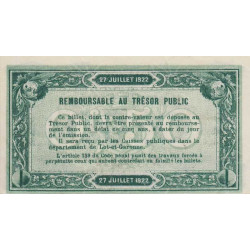 27 JUILLET 1922
REMBOURSABLE AU TRÉSOR PUBLIC
Ce billet, dont la contre-valeur est déposée au
Trésor Public, devra être présenté au rembourse-
ment dans un délai de cinq ans, à dater du jour
de l'émission.
Il sera reçu par les Caisses publiques dans le
département de Lot-et-Garonne.
L'article 139 du Code pénal punit des travaux forcés à
perpétuité ceux qui auront contrefait ou falsifié les billets.
27 JUILLET 1922